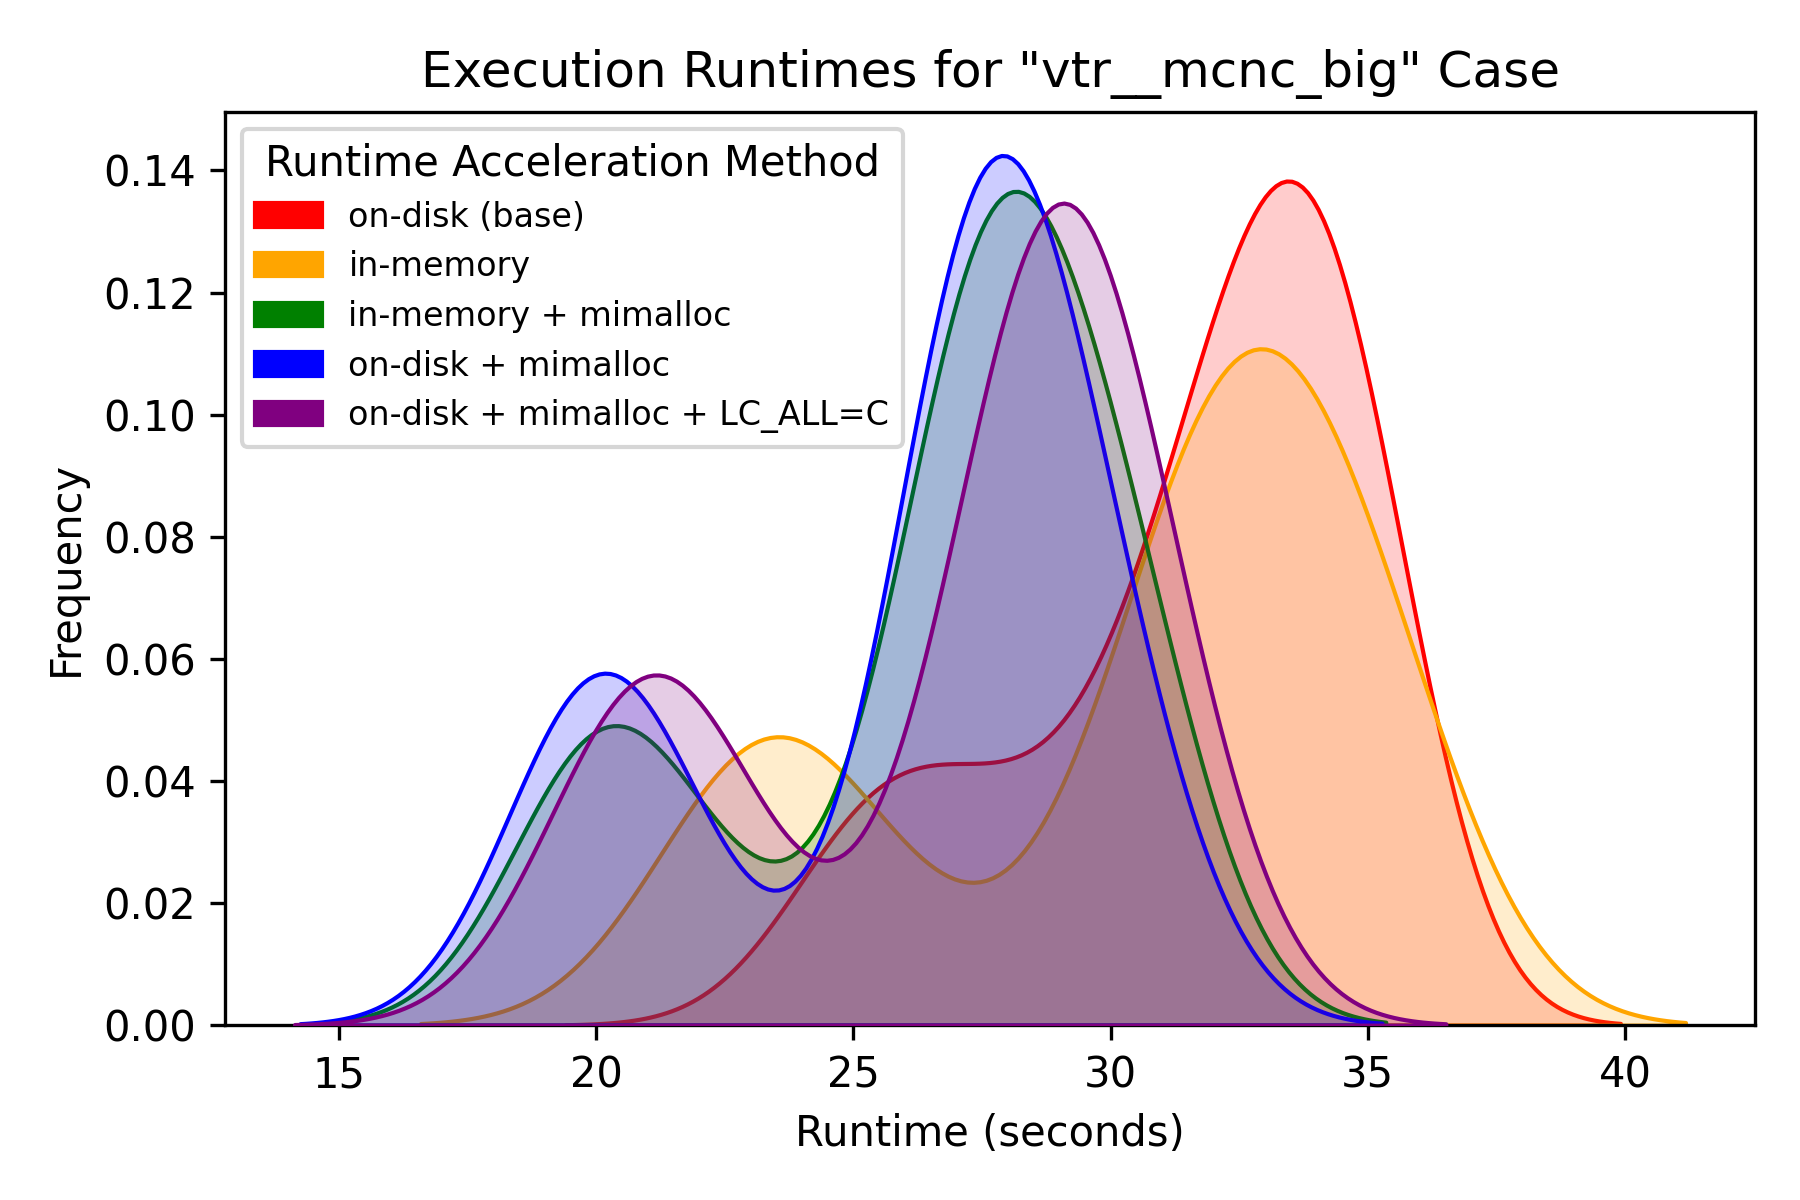 Execution Runtimes for "vtr__mcnc_big" Case
Runtime Acceleration Method
on-disk (base)
in-memory
in-memory + mimalloc
on-disk + mimalloc
on-disk + mimalloc + LC_ALL=C
Frequency
0.14
0.12
0.10
0.08
0.06
0.04
0.02
0.00
15 20 25 30 35 40
Runtime (seconds)